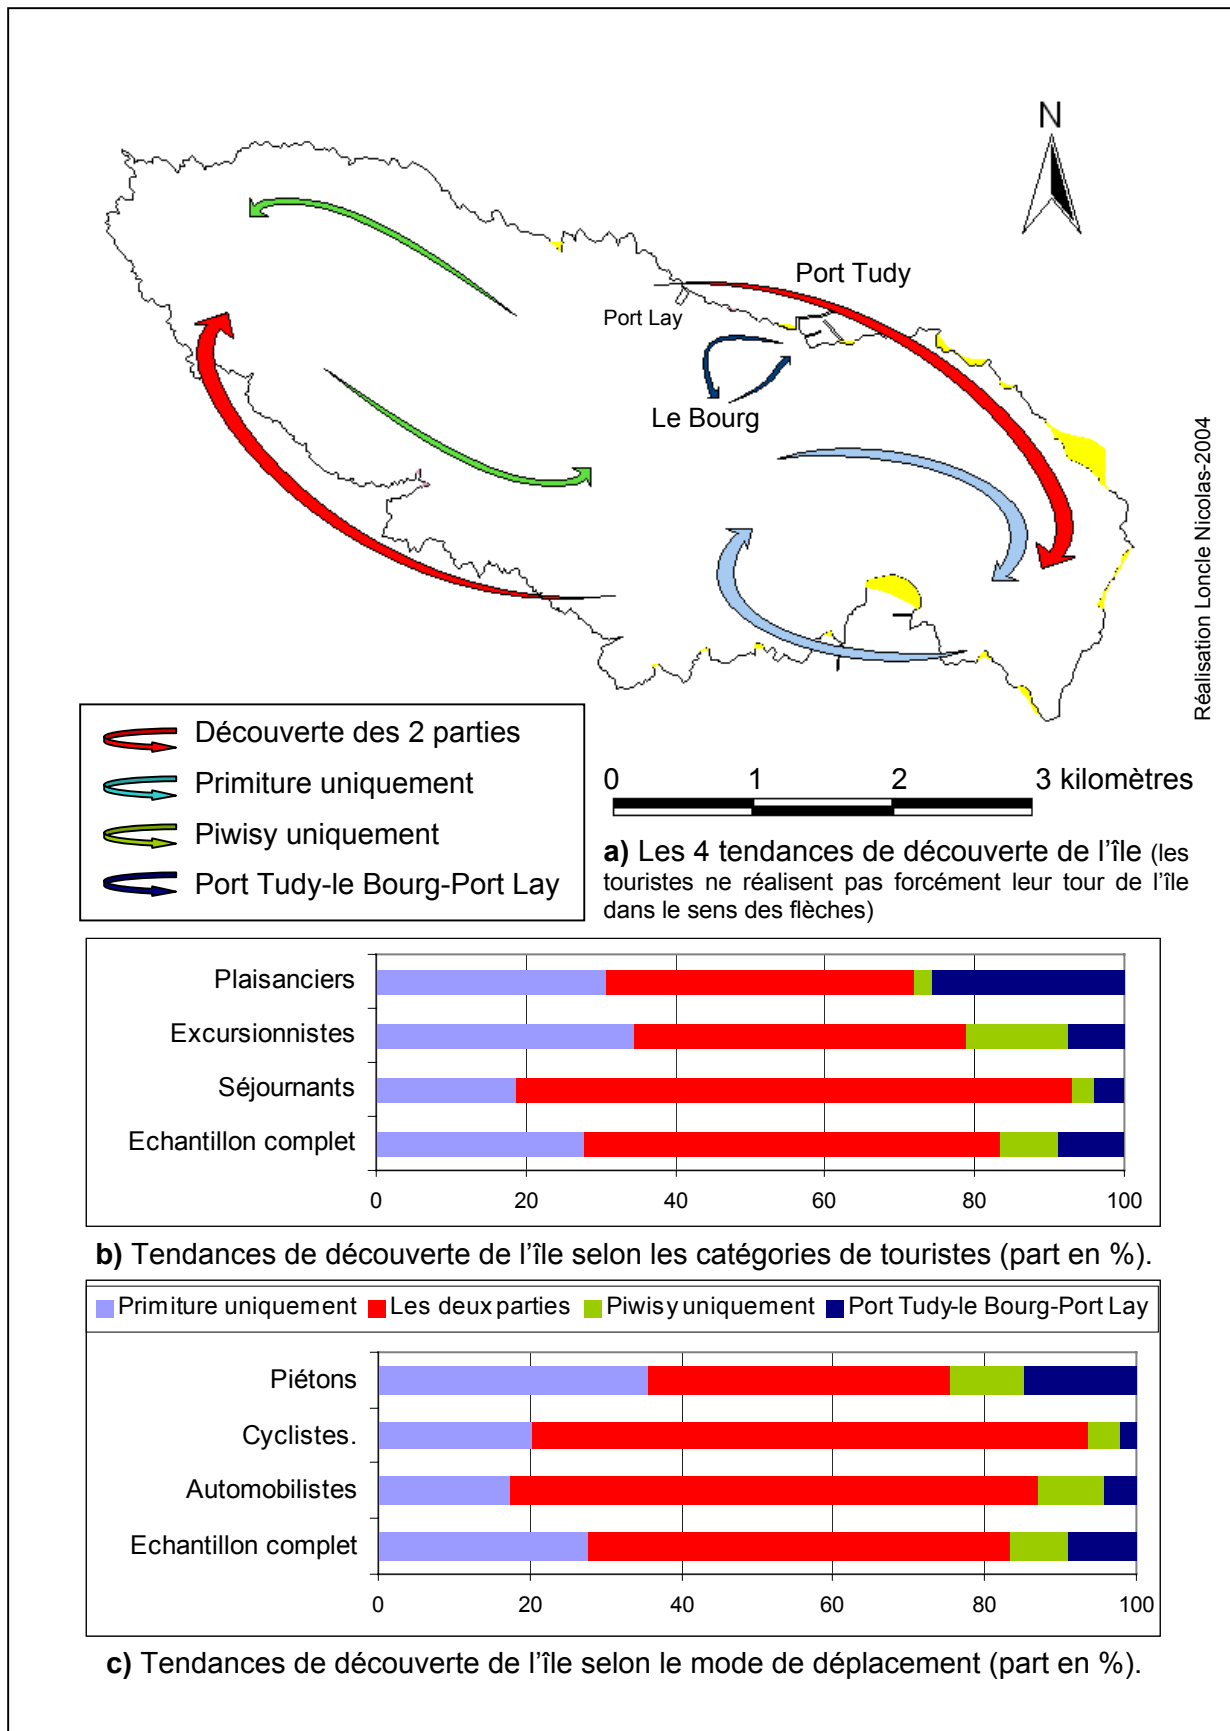 N
Port Tudy
Port Lay
Le Bourg
Réalisation Loncle Nicolas-2004
Découverte des 2 parties
Primiture uniquement
Piwisy uniquement
Port Tudy-le Bourg-Port Lay
0 1 2 3 kilomètres
a) Les 4 tendances de découverte de l’île (les
touristes ne réalisent pas forcément leur tour de l’île
dans le sens des flèches)
Plaisanciers
Excursionnistes
Séjournants
Echantillon complet
0 20 40 60 80 100
b) Tendances de découverte de l’île selon les catégories de touristes (part en %).
Primiture uniquement Les deux parties Piwisy uniquement Port Tudy-le Bourg-Port Lay
Piétons
Cyclistes.
Automobilistes
Echantillon complet
0 20 40 60 80 100
c) Tendances de découverte de l’île selon le mode de déplacement (part en %).